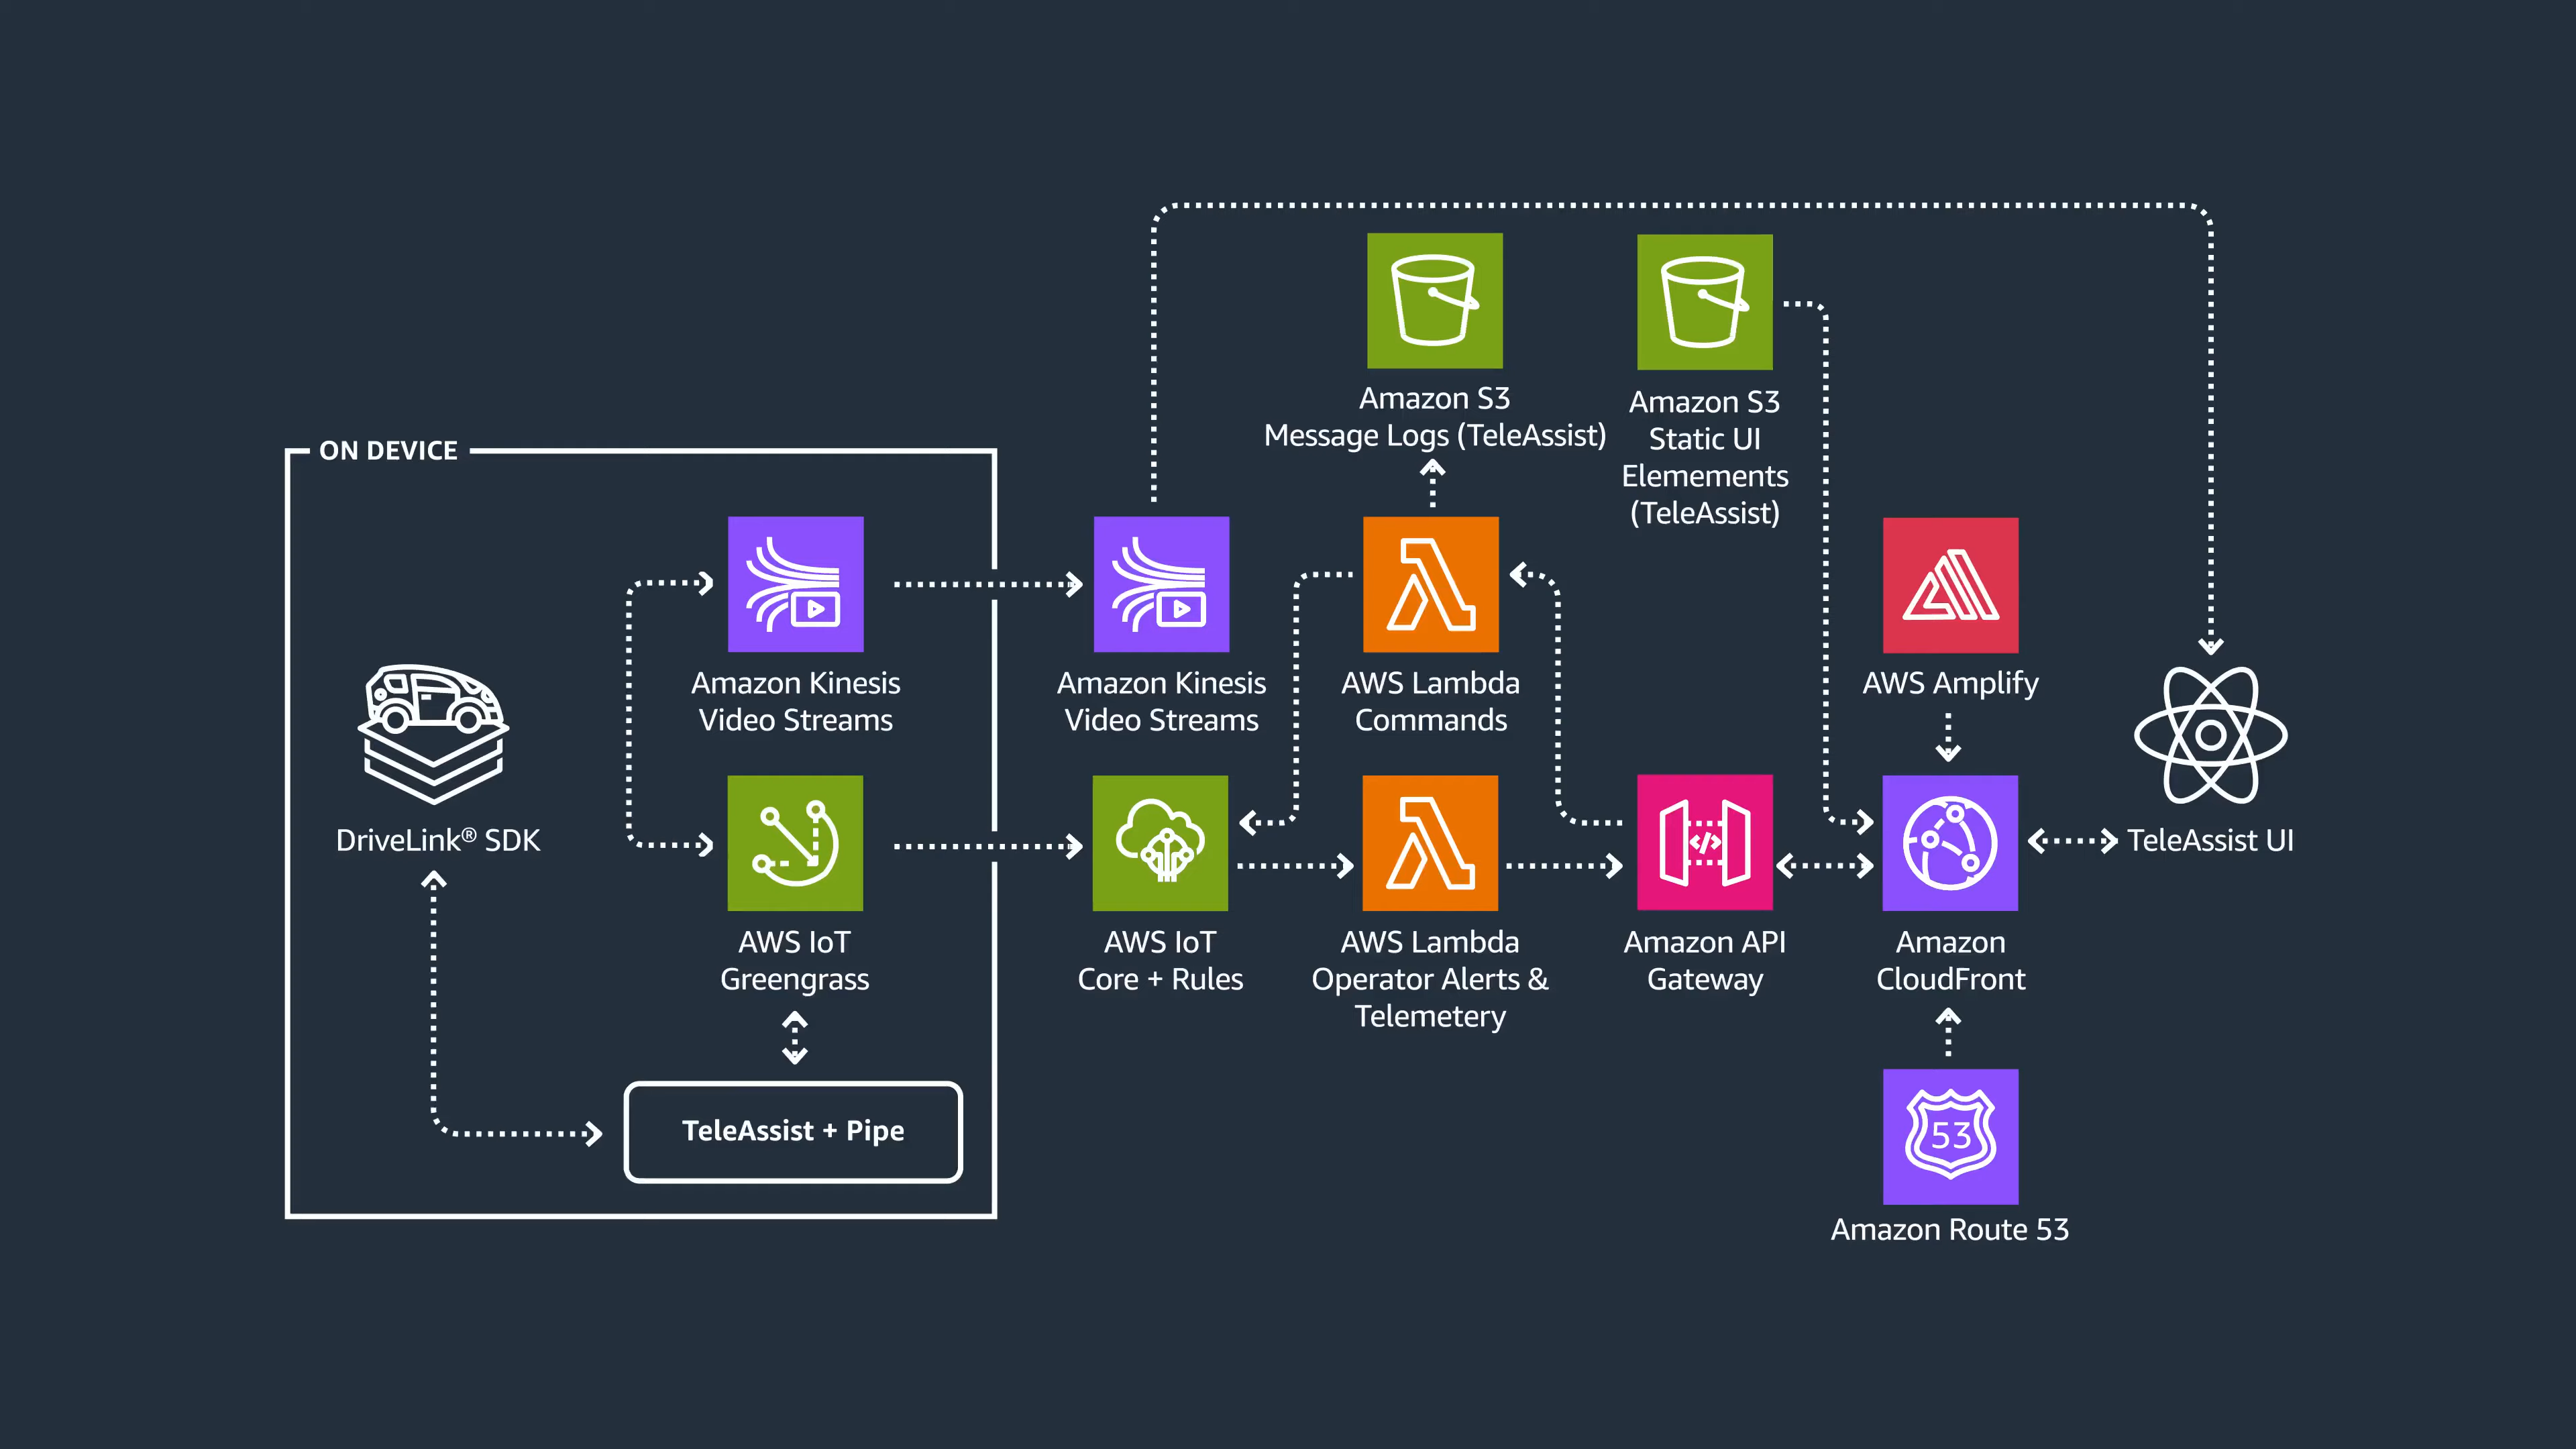 ON DEVICE
DriveLink® SDK
Amazon Kinesis
Video Streams
AWS IoT
Greengrass
TeleAssist + Pipe
Amazon Kinesis
Video Streams
AWS IoT
Core + Rules
Amazon S3
Message Logs (TeleAssist)
AWS Lambda
Commands
AWS Lambda
Operator Alerts &
Telemetery
Amazon S3
Static UI
Elemements
(TeleAssist)
Amazon API
Gateway
AWS Amplify
Amazon
CloudFront
53
Amazon Route 53
TeleAssist UI